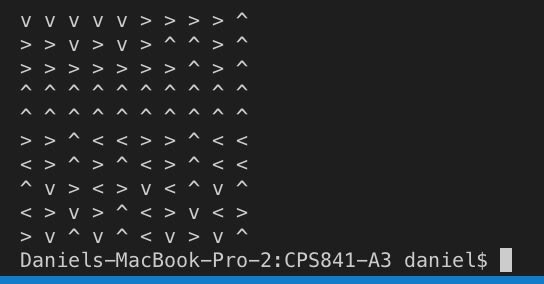 v v v v v > > > > ^
> > v > v > ^ ^ > ^
> > > > > > > ^ > ^
^ ^ ^ ^ ^ ^ ^ ^ ^ ^
^ ^ ^ ^ ^ ^ ^ ^ ^ ^
> > ^ < < > > ^ < <
< > ^ > ^ < > ^ < <
^ v > < > v < ^ v ^
< > v > ^ < > v < >
> v ^ v ^ < v > v ^
Daniels-MacBook-Pro-2:CPS841-A3 daniel$